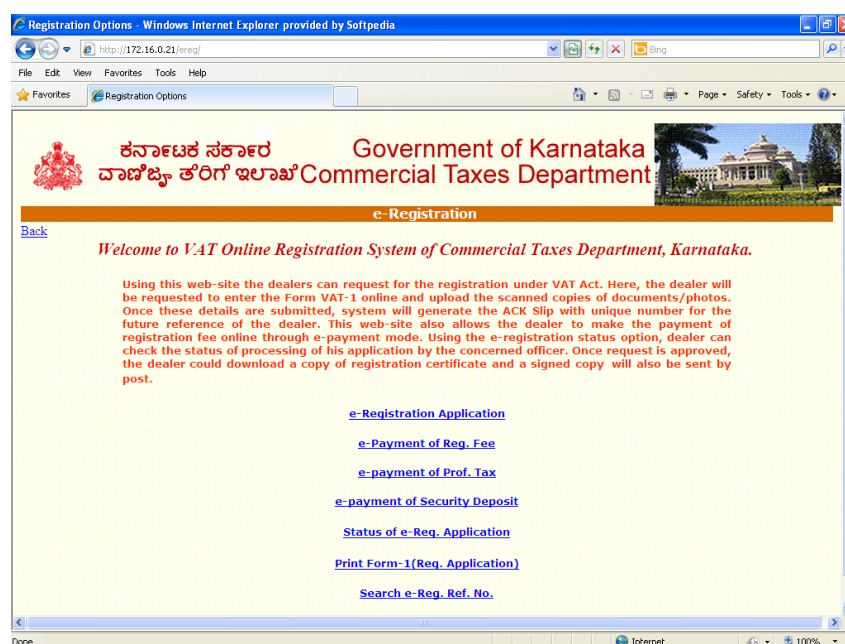 Registration Options - Windows Internet Explorer provided by Softpedia
http://172.16.0.21/ereg/
Bing
File Edit View Favorites Tools Help
Favorites Registration Options Page Safety Tools
ಕರ್ನಾಟಕ ಸರ್ಕಾರ Government of Karnataka
ವಾಣಿಜ್ಯ ತೆರಿಗೆ ಇಲಾಖೆ Commercial Taxes Department
e-Registration
Back
Welcome to VAT Online Registration System of Commercial Taxes Department, Karnataka.
Using this web-site the dealers can request for the registration under VAT Act. Here, the dealer will
be requested to enter the Form VAT-1 online and upload the scanned copies of documents/photos.
Once these details are submitted, system will generate the ACK Slip with unique number for the
future reference of the dealer. This web-site also allows the dealer to make the payment of
registration fee online through e-payment mode. Using the e-registration status option, dealer can
check the status of processing of his application by the concerned officer. Once request is approved,
the dealer could download a copy of registration certificate and a signed copy will also be sent by
post.
e-Registration Application
e-Payment of Reg. Fee
e-payment of Prof. Tax
e-payment of Security Deposit
Status of e-Reg. Application
Print Form-1(Reg. Application)
Search e-Reg. Ref. No.
Done Internet 100%